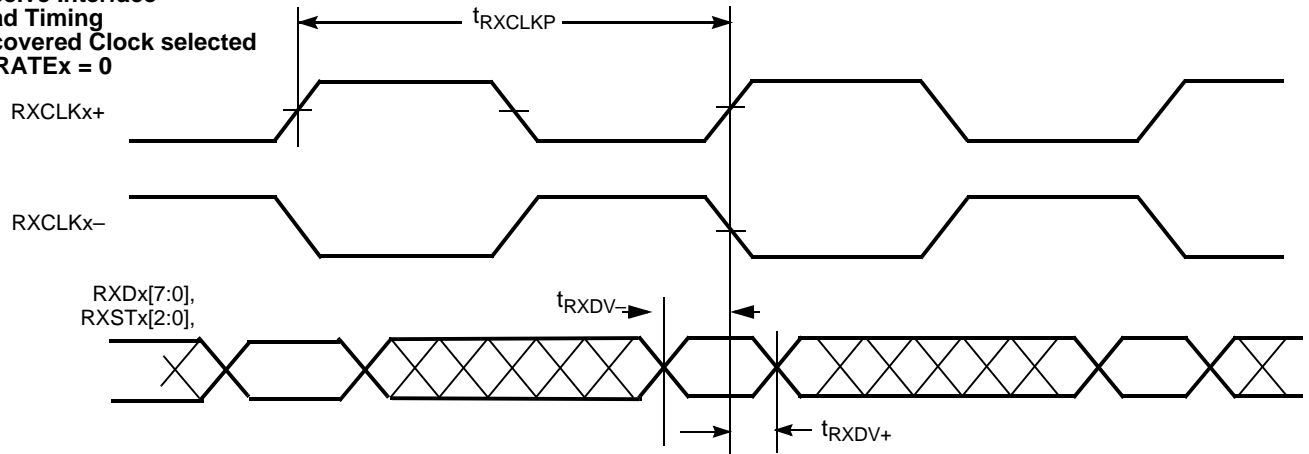 ad Timing
covered Clock selected
RATEx = 0
tRXCLKP
RXCLKx+
RXCLKx–
RXDx[7:0],
RXSTx[2:0],
tRXDV–
tRXDV+